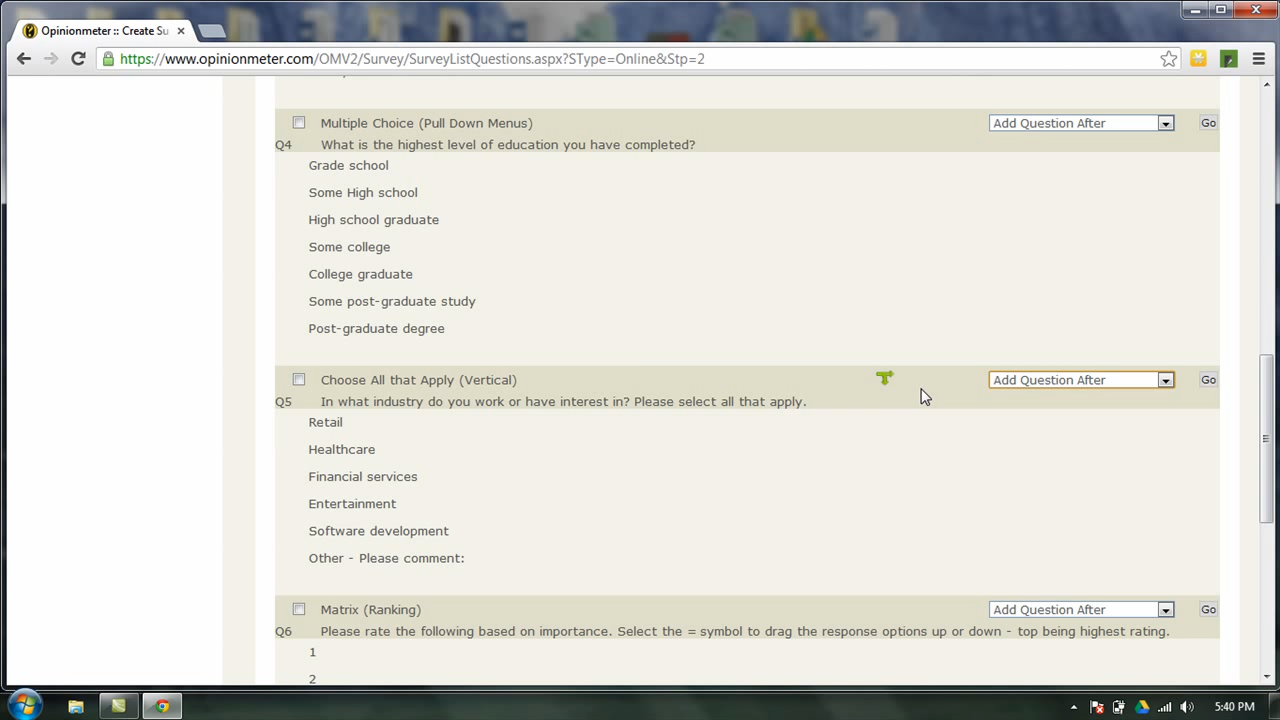 Opinionmeter :: Create Su
https://www.opinionmeter.com/OMV2/Survey/SurveyListQuestions.aspx?SType=Online&Stp=2
Multiple Choice (Pull Down Menus) Add Question After Go
Q4 What is the highest level of education you have completed?
Grade school
Some High school
High school graduate
Some college
College graduate
Some post-graduate study
Post-graduate degree
Choose All that Apply (Vertical) Add Question After Go
Q5 In what industry do you work or have interest in? Please select all that apply.
Retail
Healthcare
Financial services
Entertainment
Software development
Other - Please comment:
Matrix (Ranking) Add Question After Go
Q6 Please rate the following based on importance. Select the = symbol to drag the response options up or down - top being highest rating.
1
2
5:40 PM